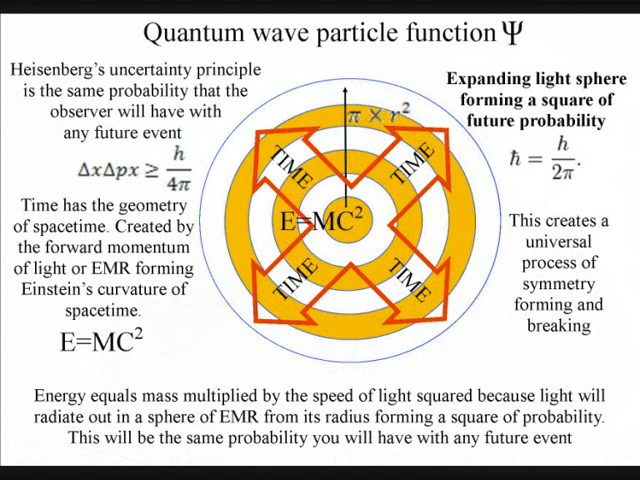 Quantum wave particle function Ψ
Heisenberg's uncertainty principle
is the same probability that the
observer will have with
any future event
ΔxΔpx ≥ h/4π
Time has the geometry
of spacetime. Created by
the forward momentum
of light or EMR forming
Einstein's curvature of
spacetime.
E=MC²
π × r²
TIME
TIME
E=MC²
TIME
TIME
Expanding light sphere
forming a square of
future probability
ħ = h/2π.
This creates a
universal
process of
symmetry
forming and
breaking
Energy equals mass multiplied by the speed of light squared because light will
radiate out in a sphere of EMR from its radius forming a square of probability.
This will be the same probability you will have with any future event